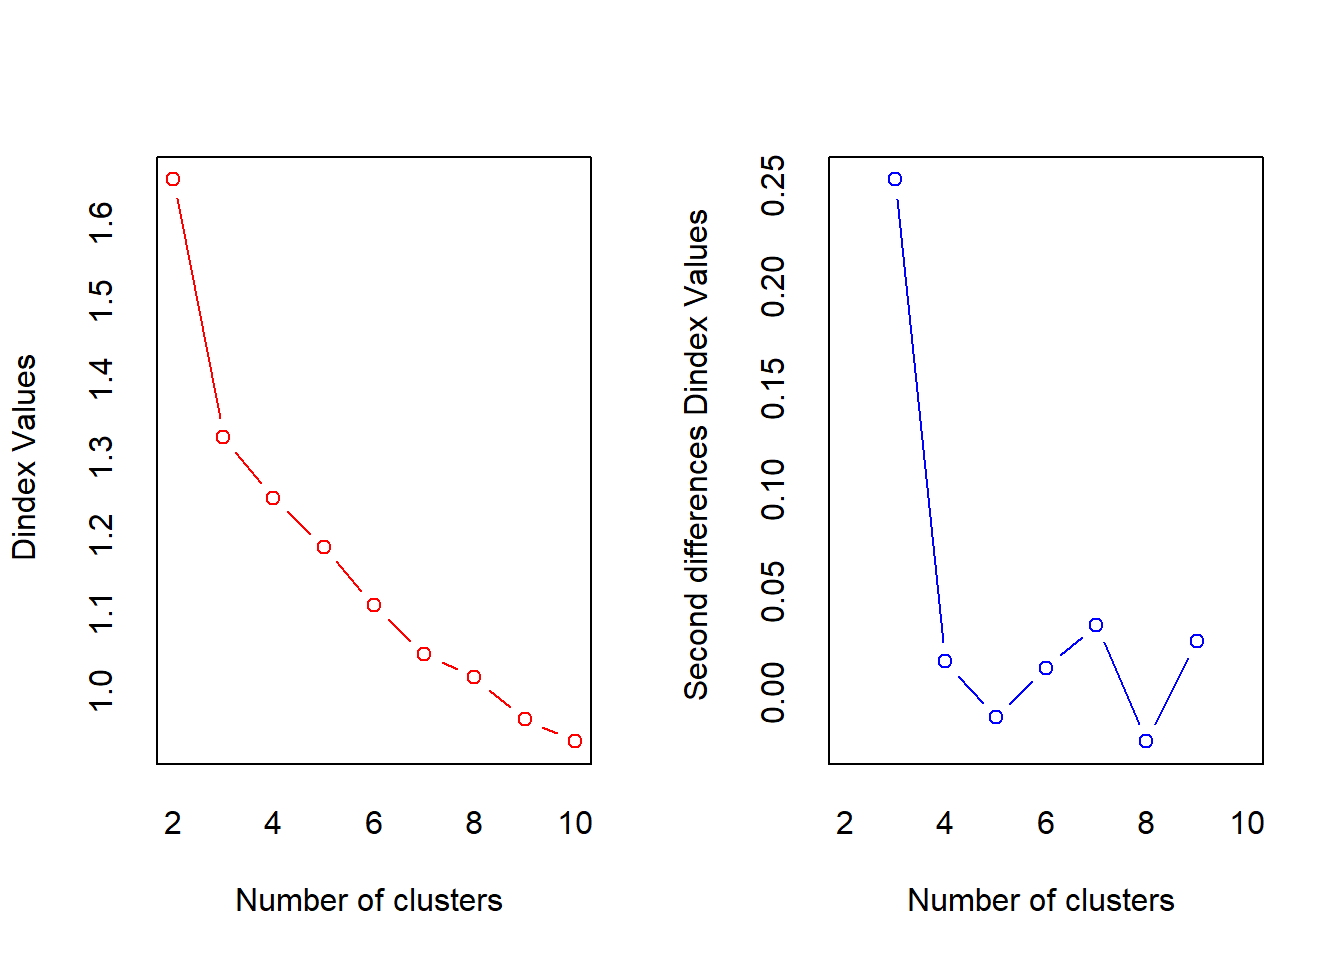 Dindex Values
1.6
1.5
1.4
1.3
1.2
1.1
1.0
2 4 6 8 10
Number of clusters
Second differences Dindex Values
0.25
0.20
0.15
0.10
0.05
0.00
2 4 6 8 10
Number of clusters